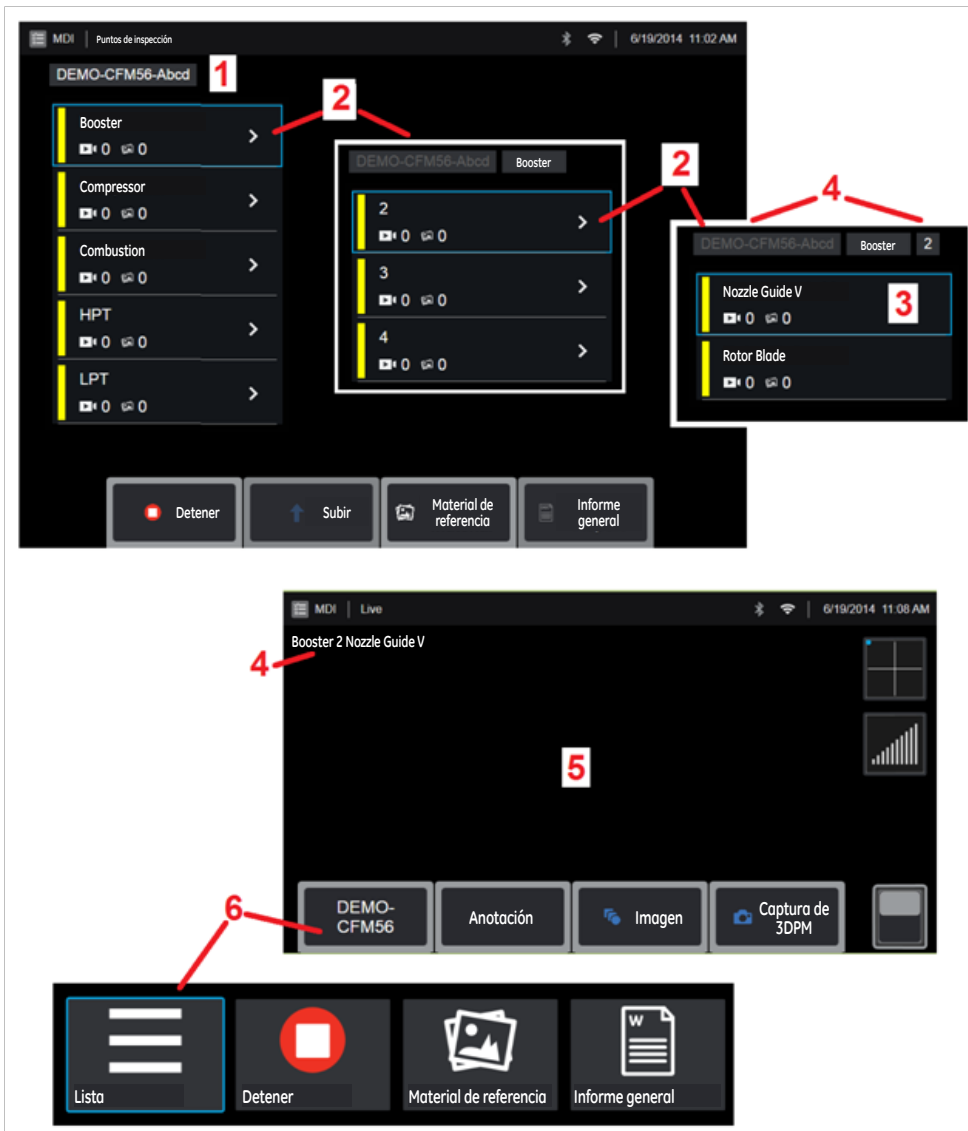 MDI | Puntos de inspección 6/19/2014 11:02 AM
DEMO-CFM56-Abcd 1
2
Booster
0 0
Compressor
0 0
Combustion
0 0
HPT
0 0
LPT
0 0
DEMO-CFM56-Abcd Booster
2
0 0
3
0 0
4
0 0
2
4
DEMO-CFM56-Abcd Booster 2
Nozzle Guide V
0 0
3
Rotor Blade
0 0
Detener
Subir
Material de
referencia
Informe
general
MDI | Live 6/19/2014 11:08 AM
Booster 2 Nozzle Guide V
4
5
6
DEMO-
CFM56
Anotación
Imagen
Captura de
3DPM
Lista
Detener
Material de referencia
W
Informe general